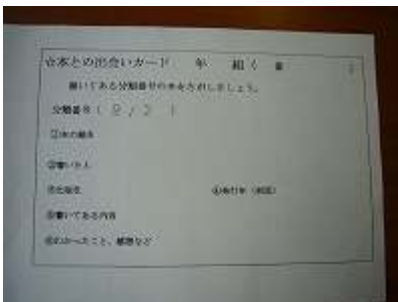 ☆本との出会いカード　年　組（　番
書いてある分類番号の本をさがしましょう。
分類番号（ 9 / 3 ）
①本の題名
②書いた人
③出版社　④発行年（西暦）
⑤書いてある内容
⑥わかったこと、感想など